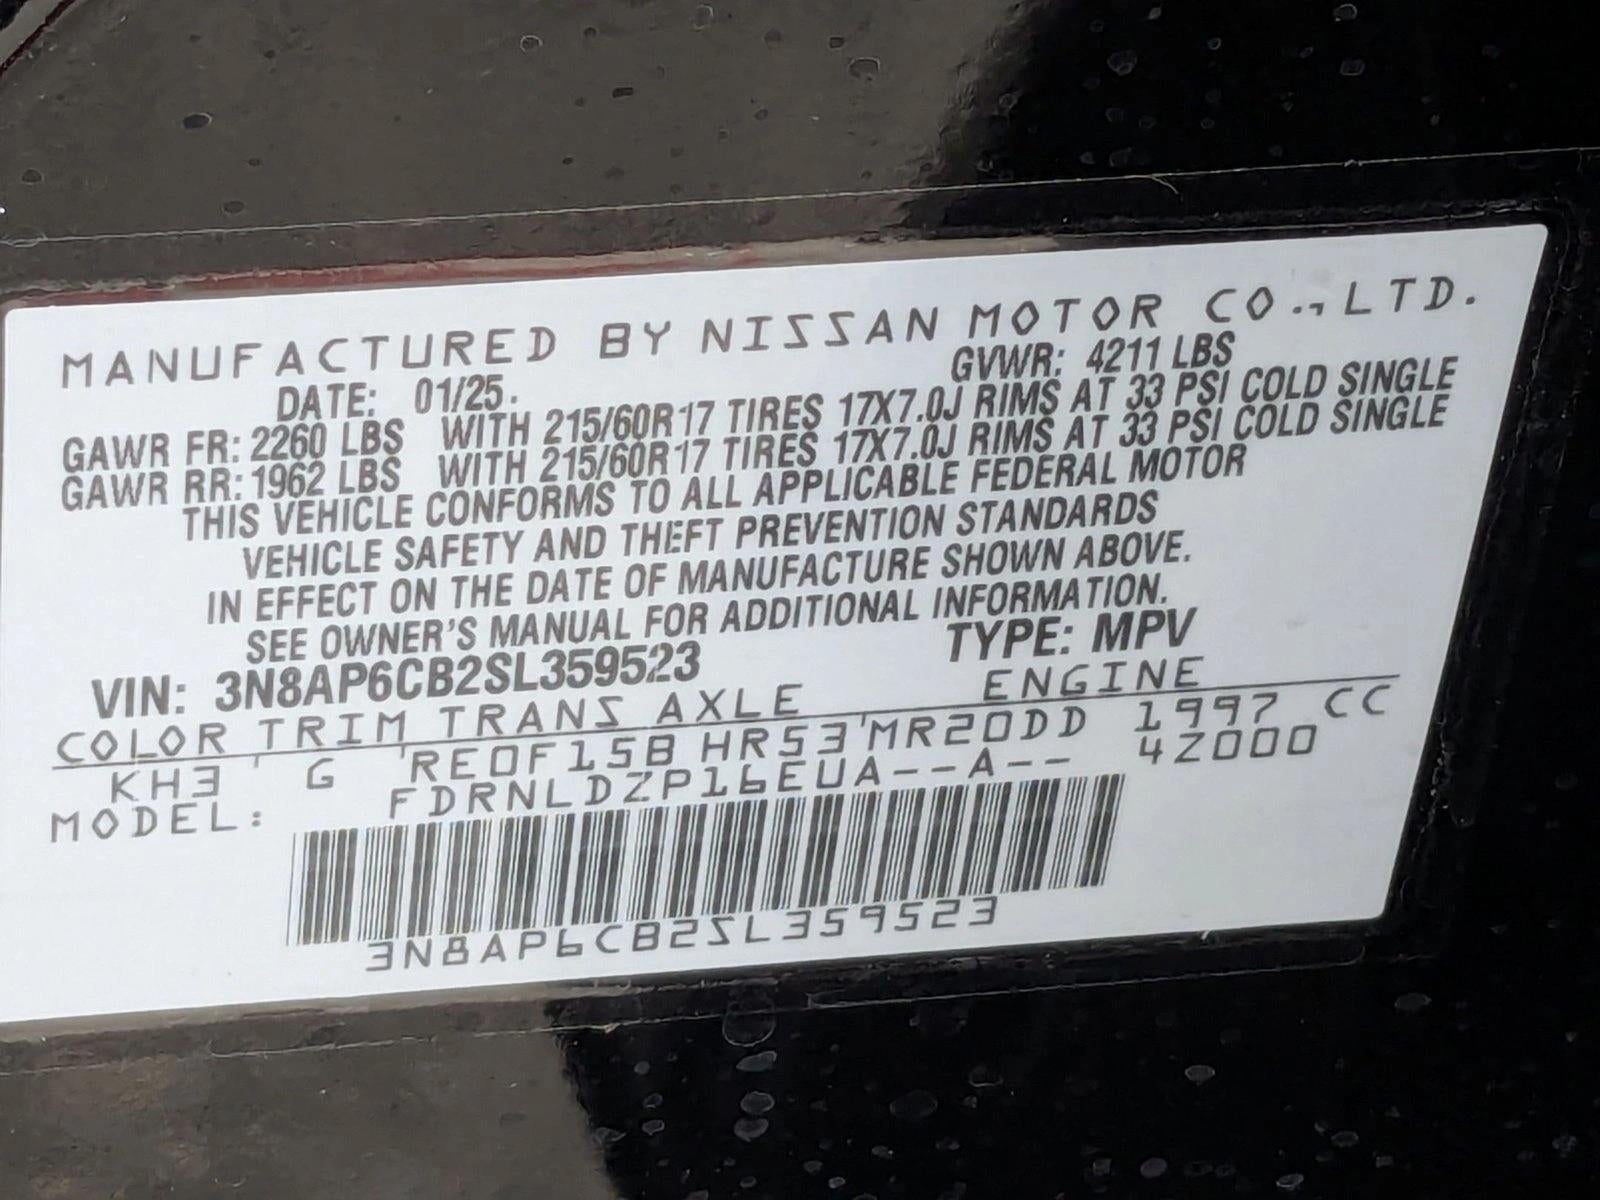 MANUFACTURED BY NISSAN MOTOR CO.,LTD.
DATE: 01/25. GVWR: 4211 LBS
GAWR FR: 2260 LBS WITH 215/60R17 TIRES 17X7.0J RIMS AT 33 PSI COLD SINGLE
GAWR RR: 1962 LBS WITH 215/60R17 TIRES 17X7.0J RIMS AT 33 PSI COLD SINGLE
THIS VEHICLE CONFORMS TO ALL APPLICABLE FEDERAL MOTOR
VEHICLE SAFETY AND THEFT PREVENTION STANDARDS
IN EFFECT ON THE DATE OF MANUFACTURE SHOWN ABOVE.
SEE OWNER'S MANUAL FOR ADDITIONAL INFORMATION.
VIN: 3N8AP6CB2SL359523 TYPE: MPV
COLOR TRIM TRANS AXLE ENGINE
KH3 G RE0F15B HR53 MR20DD 1997 CC
MODEL: FDRNLDZP16EUA--A-- 4Z000
3N8AP6CB2SL359523